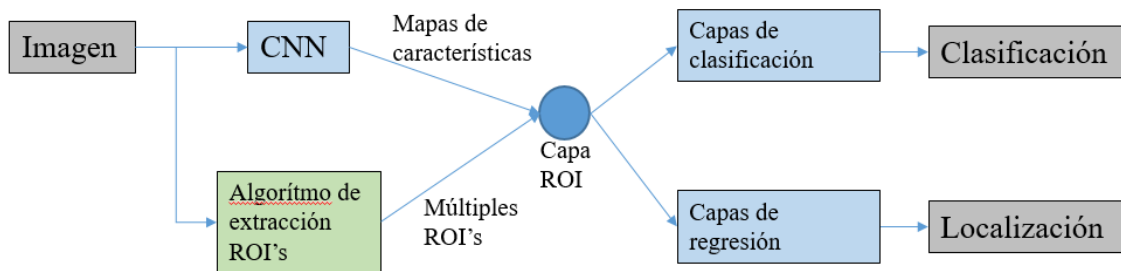 Imagen
CNN
Mapas de
características
Capas de
clasificación
Clasificación
Capa
ROI
Algorítmo de
extracción
ROI's
Múltiples
ROI's
Capas de
regresión
Localización